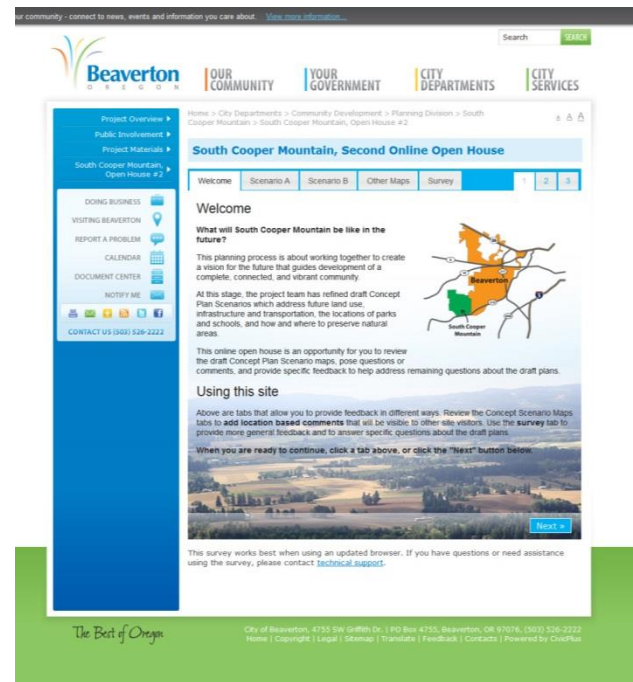 ur community - connect to news, events and information you care about. View more information...
Search SEARCH
Beaverton
OREGON
OUR COMMUNITY
YOUR GOVERNMENT
CITY DEPARTMENTS
CITY SERVICES
Project Overview
Public Involvement
Project Materials
South Cooper Mountain,
Open House #2
DOING BUSINESS
VISITING BEAVERTON
REPORT A PROBLEM
CALENDAR
DOCUMENT CENTER
NOTIFY ME
CONTACT US (503) 526-2222
Home > City Departments > Community Development > Planning Division > South
Cooper Mountain > South Cooper Mountain, Open House #2
A A A
South Cooper Mountain, Second Online Open House
Welcome Scenario A Scenario B Other Maps Survey 1 2 3
Welcome
What will South Cooper Mountain be like in the
future?
This planning process is about working together to create
a vision for the future that guides development of a
complete, connected, and vibrant community.
At this stage, the project team has refined draft Concept
Plan Scenarios which address future land use,
infrastructure and transportation, the locations of parks
and schools, and how and where to preserve natural
areas.
Beaverton
South Cooper
Mountain
This online open house is an opportunity for you to review
the draft Concept Plan Scenario maps, pose questions or
comments, and provide specific feedback to help address remaining questions about the draft plans.
Using this site
Above are tabs that allow you to provide feedback in different ways. Review the Concept Scenario Maps
tabs to add location based comments that will be visible to other site visitors. Use the survey tab to
provide more general feedback and to answer specific questions about the draft plans.
When you are ready to continue, click a tab above, or click the "Next" button below.
Next »
This survey works best when using an updated browser. If you have questions or need assistance
using the survey, please contact technical support.
The Best of Oregon
City of Beaverton, 4755 SW Griffith Dr. | PO Box 4755, Beaverton, OR 97076, (503) 526-2222
Home | Copyright | Legal | Sitemap | Translate | Feedback | Contacts | Powered by CivicPlus